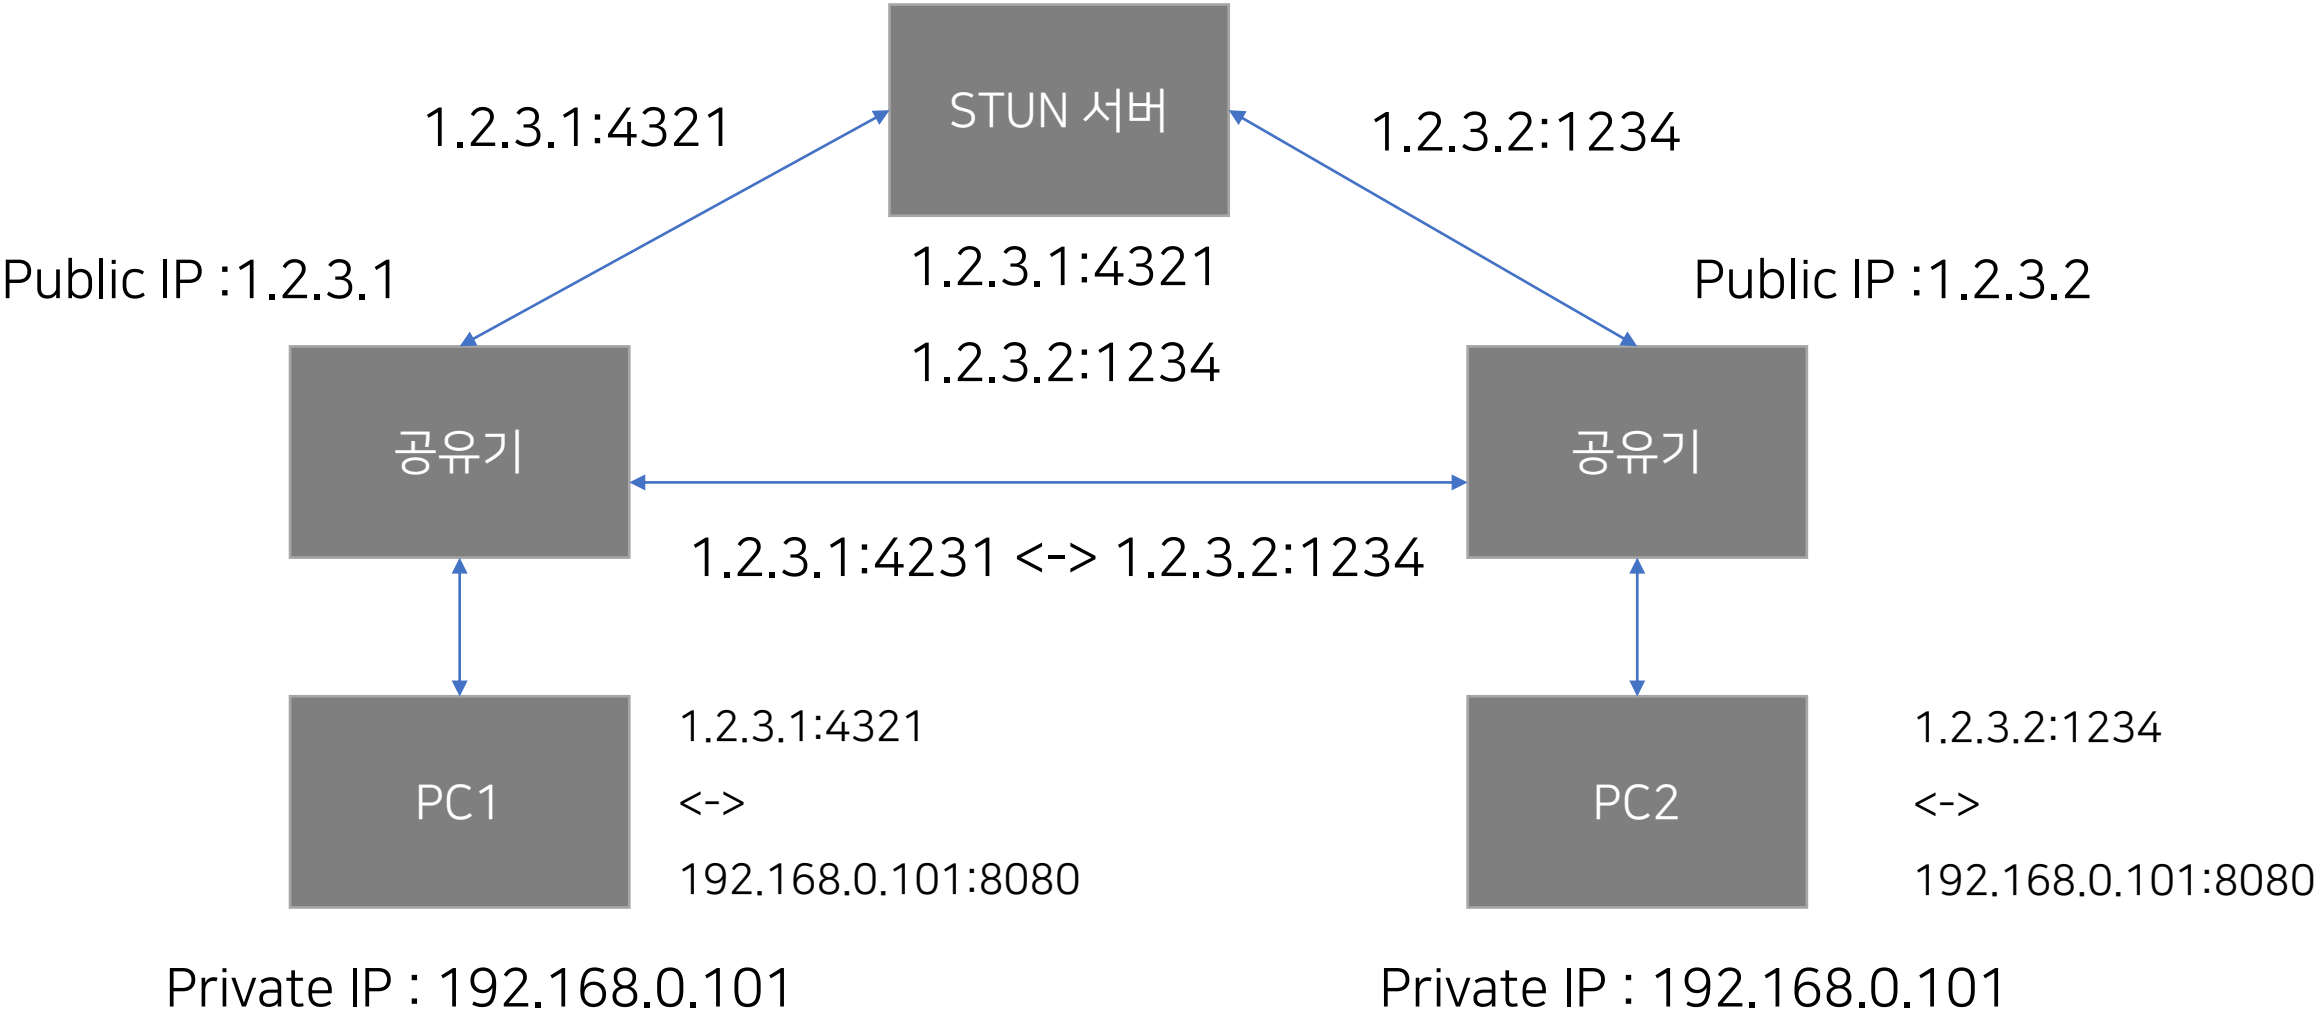 STUN 서버
1.2.3.1:4321
1.2.3.2:1234
Public IP :1.2.3.1
1.2.3.1:4321
1.2.3.2:1234
Public IP :1.2.3.2
공유기
공유기
1.2.3.1:4231 <-> 1.2.3.2:1234
PC1
1.2.3.1:4321
<->
192.168.0.101:8080
PC2
1.2.3.2:1234
<->
192.168.0.101:8080
Private IP : 192.168.0.101
Private IP : 192.168.0.101